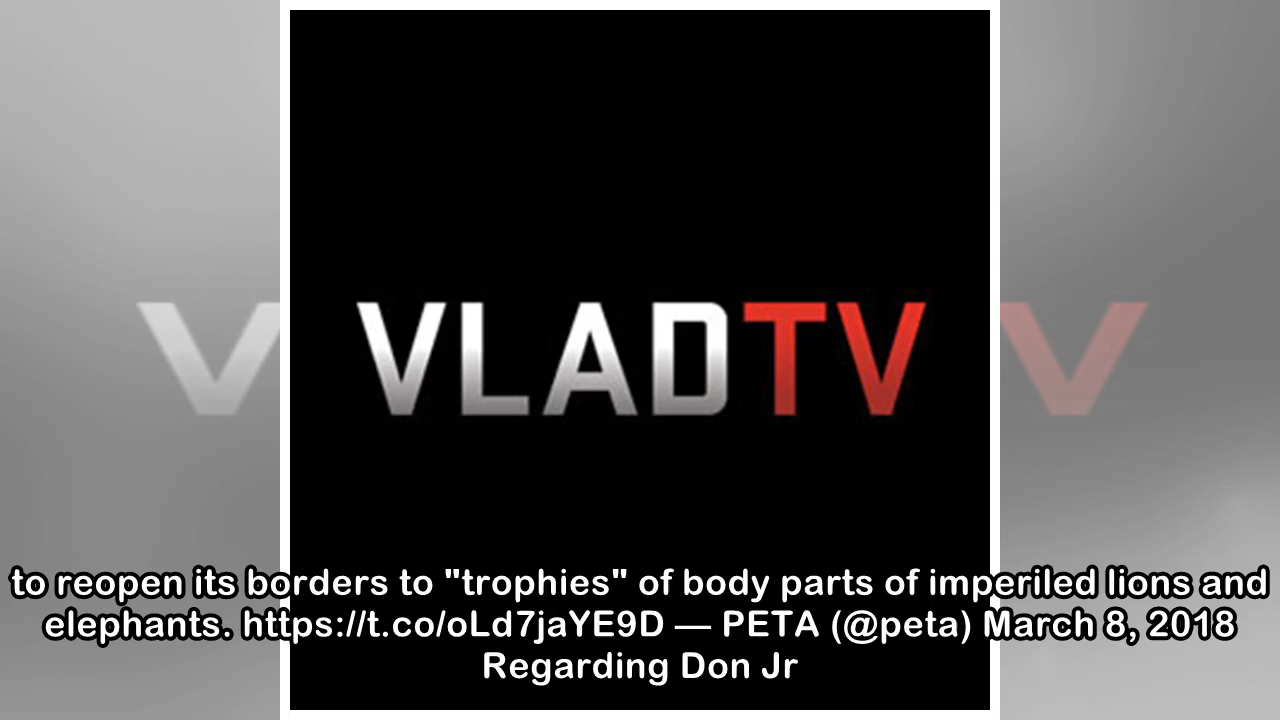 VLADTV
to reopen its borders to "trophies" of body parts of imperiled lions and
elephants. https://t.co/oLd7jaYE9D — PETA (@peta) March 8, 2018
Regarding Don Jr